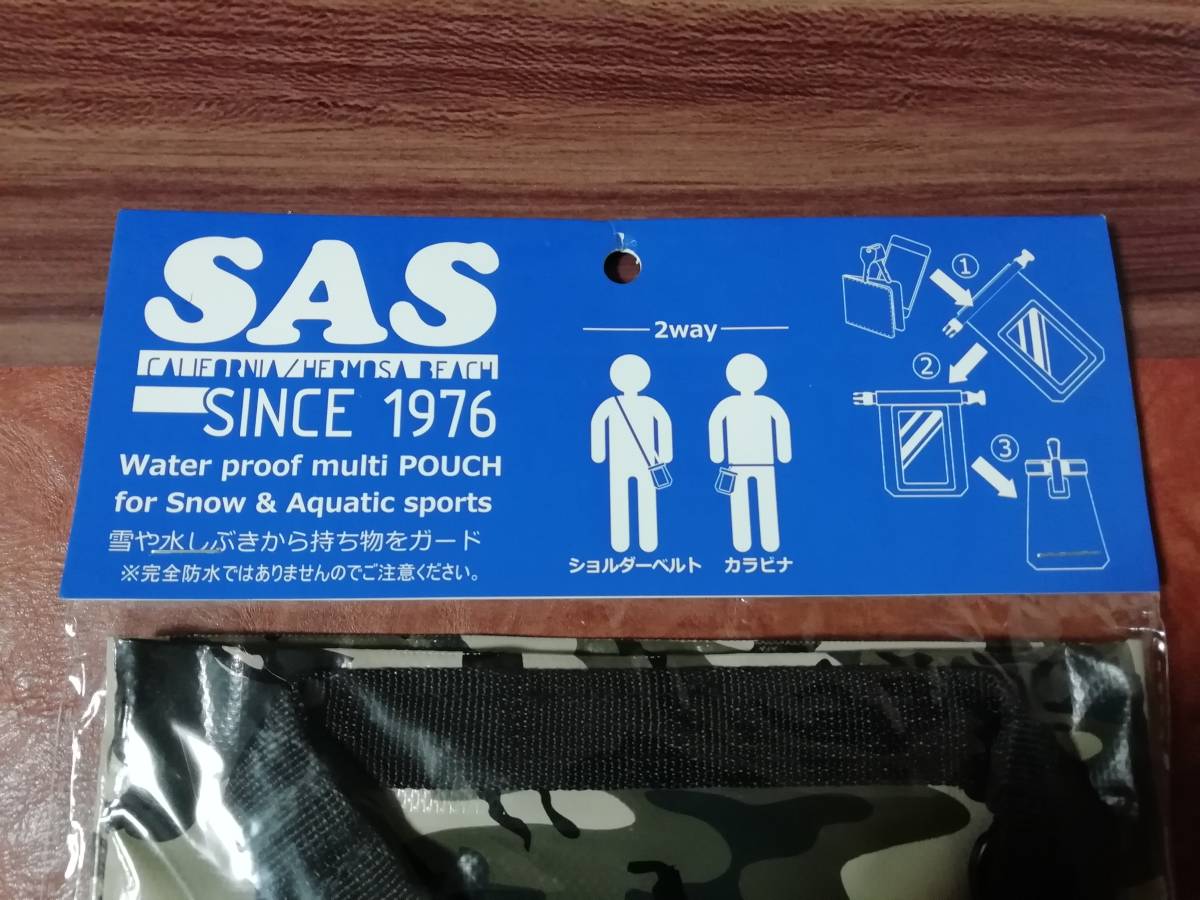 SAS
CALIFORNIA/HERMOSA BEACH
SINCE 1976
Water proof multi POUCH
for Snow & Aquatic sports
雪や水しぶきから持ち物をガード
※完全防水ではありませんのでご注意ください。
2way
ショルダーベルト
カラビナ
①
②
③